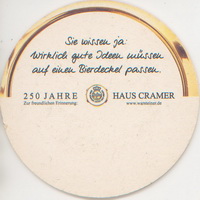 Sie wissen ja:
Wirklich gute Ideen müssen
auf einen Bierdeckel passen.
250 JAHRE HAUS CRAMER
Zur freundlichen Erinnerung: www.warsteiner.de